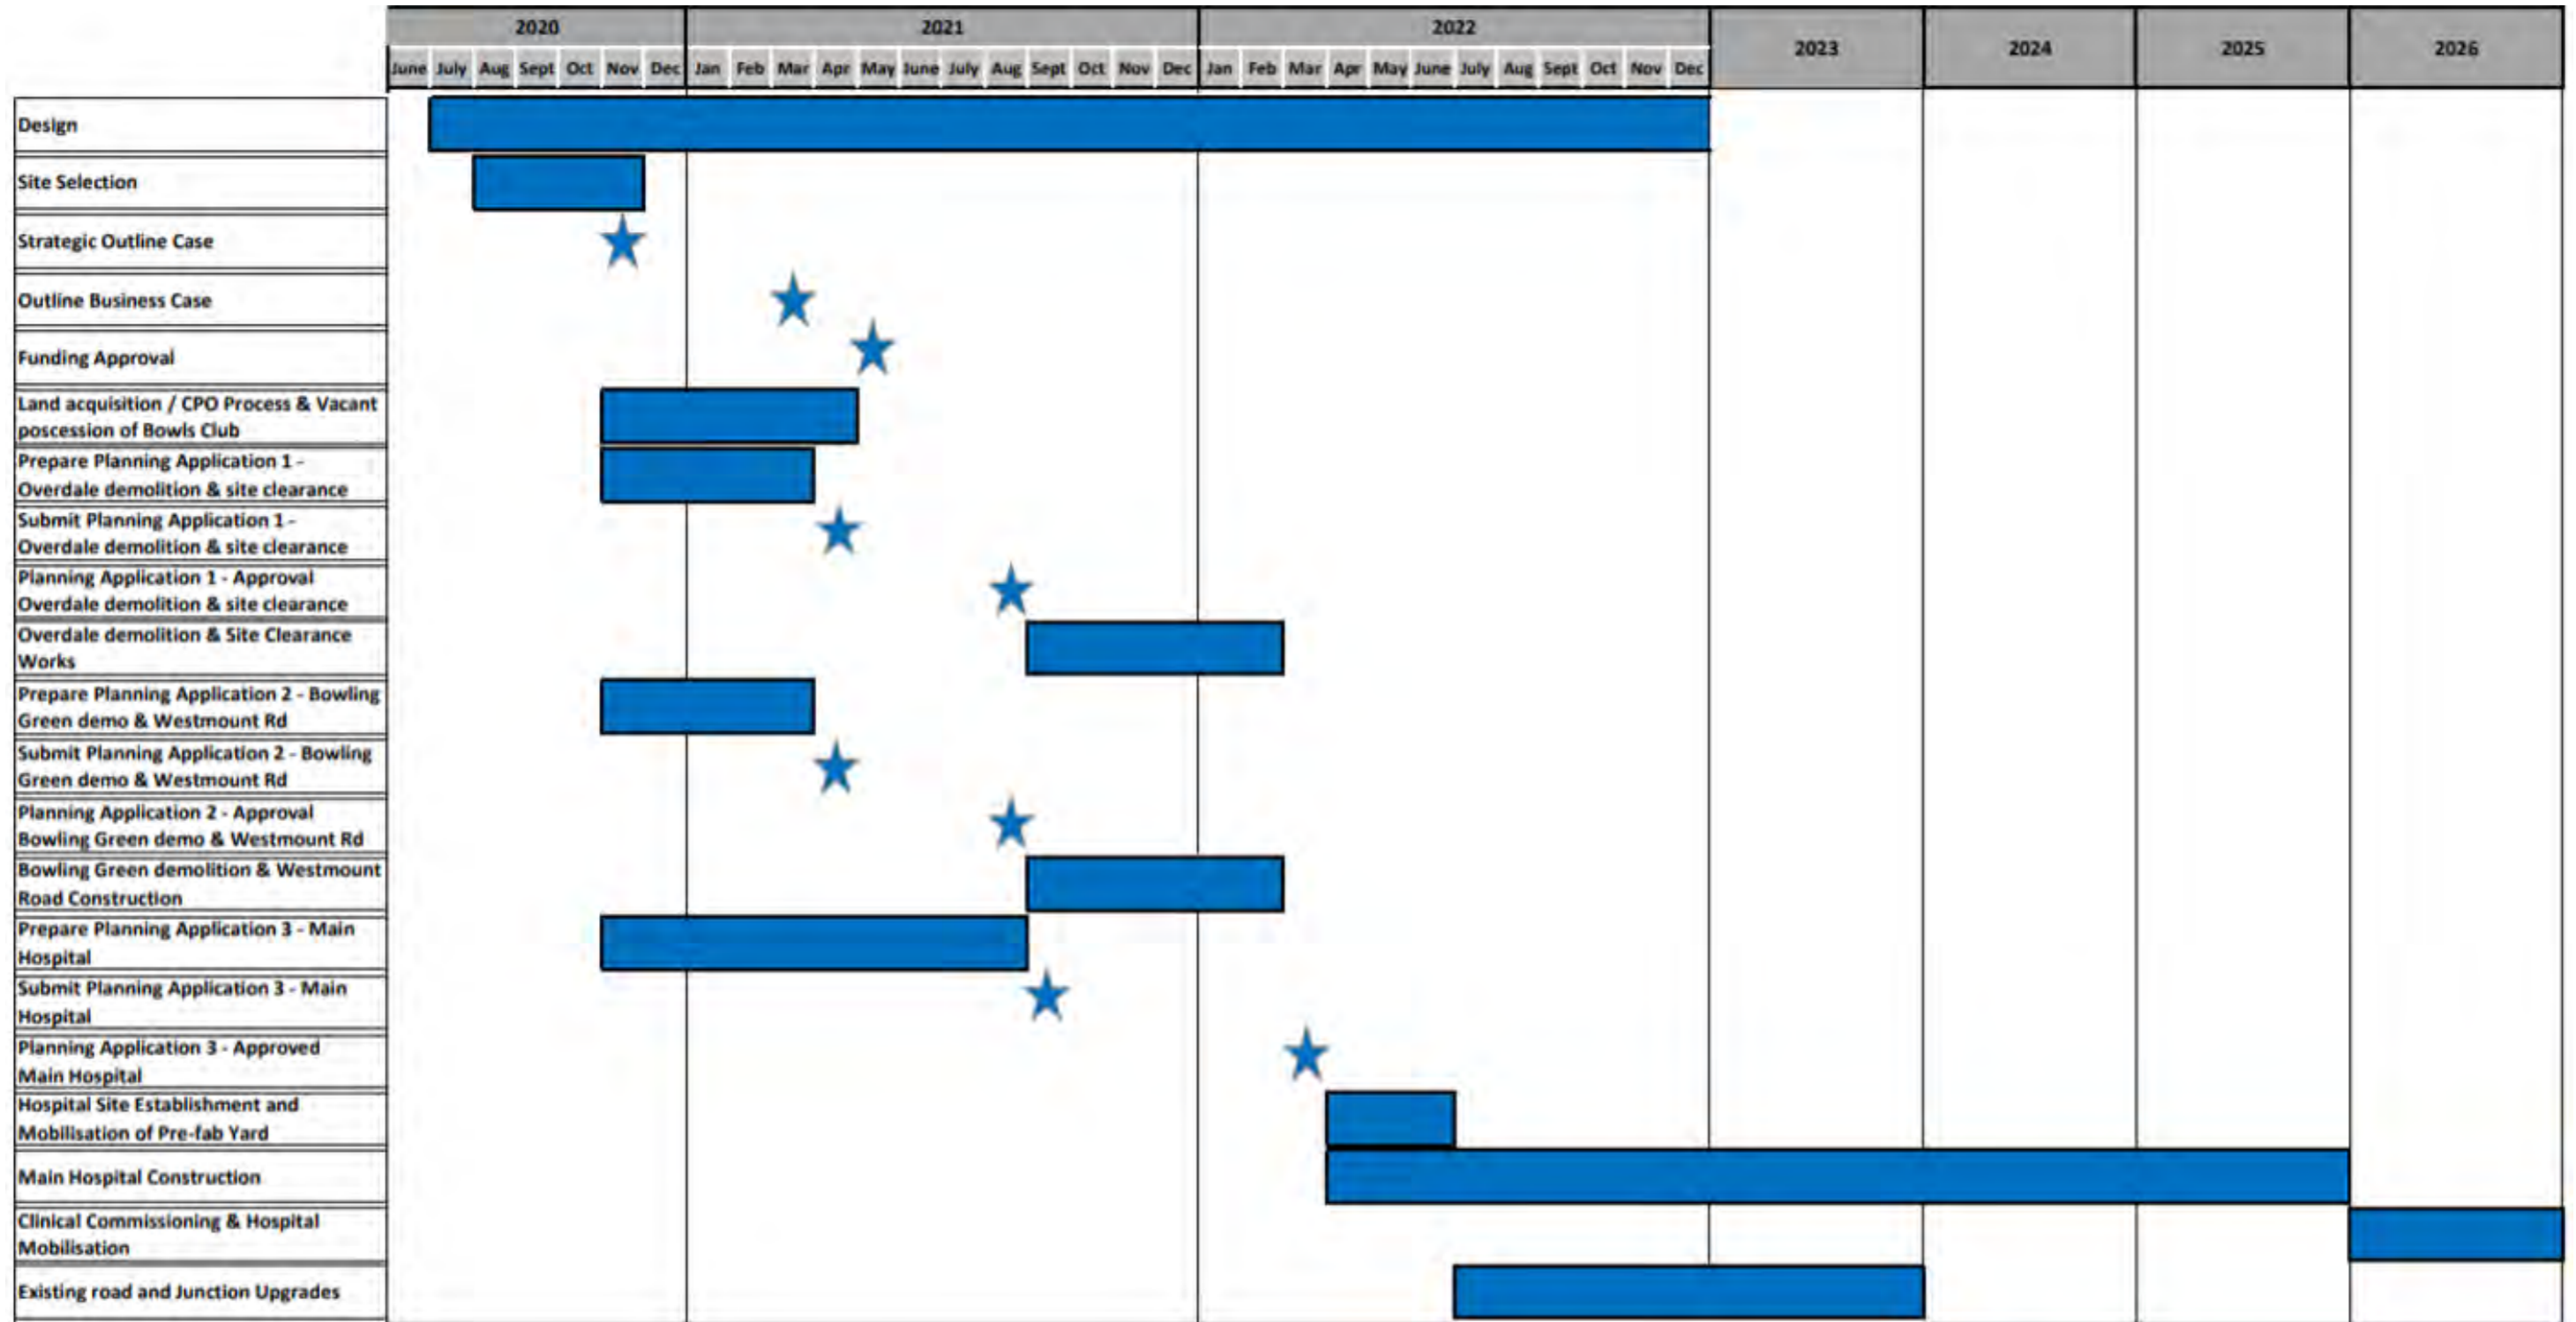 2020 2021 2022 2023 2024 2025 2026
June July Aug Sept Oct Nov Dec Jan Feb Mar Apr May June July Aug Sept Oct Nov Dec Jan Feb Mar Apr May June July Aug Sept Oct Nov Dec
Design
Site Selection
Strategic Outline Case
Outline Business Case
Funding Approval
Land acquisition / CPO Process & Vacant
poscession of Bowls Club
Prepare Planning Application 1 -
Overdale demolition & site clearance
Submit Planning Application 1 -
Overdale demolition & site clearance
Planning Application 1 - Approval
Overdale demolition & site clearance
Overdale demolition & Site Clearance
Works
Prepare Planning Application 2 - Bowling
Green demo & Westmount Rd
Submit Planning Application 2 - Bowling
Green demo & Westmount Rd
Planning Application 2 - Approval
Bowling Green demo & Westmount Rd
Bowling Green demolition & Westmount
Road Construction
Prepare Planning Application 3 - Main
Hospital
Submit Planning Application 3 - Main
Hospital
Planning Application 3 - Approved
Main Hospital
Hospital Site Establishment and
Mobilisation of Pre-fab Yard
Main Hospital Construction
Clinical Commissioning & Hospital
Mobilisation
Existing road and Junction Upgrades